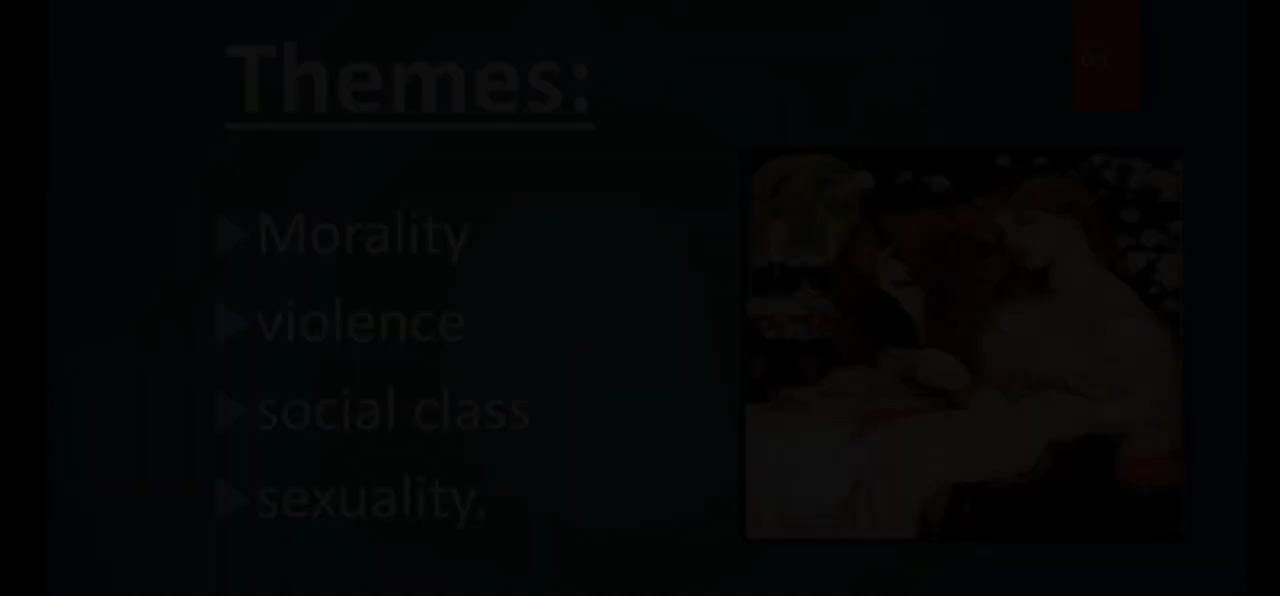 Themes:
Morality
violence
social class
sexuality,